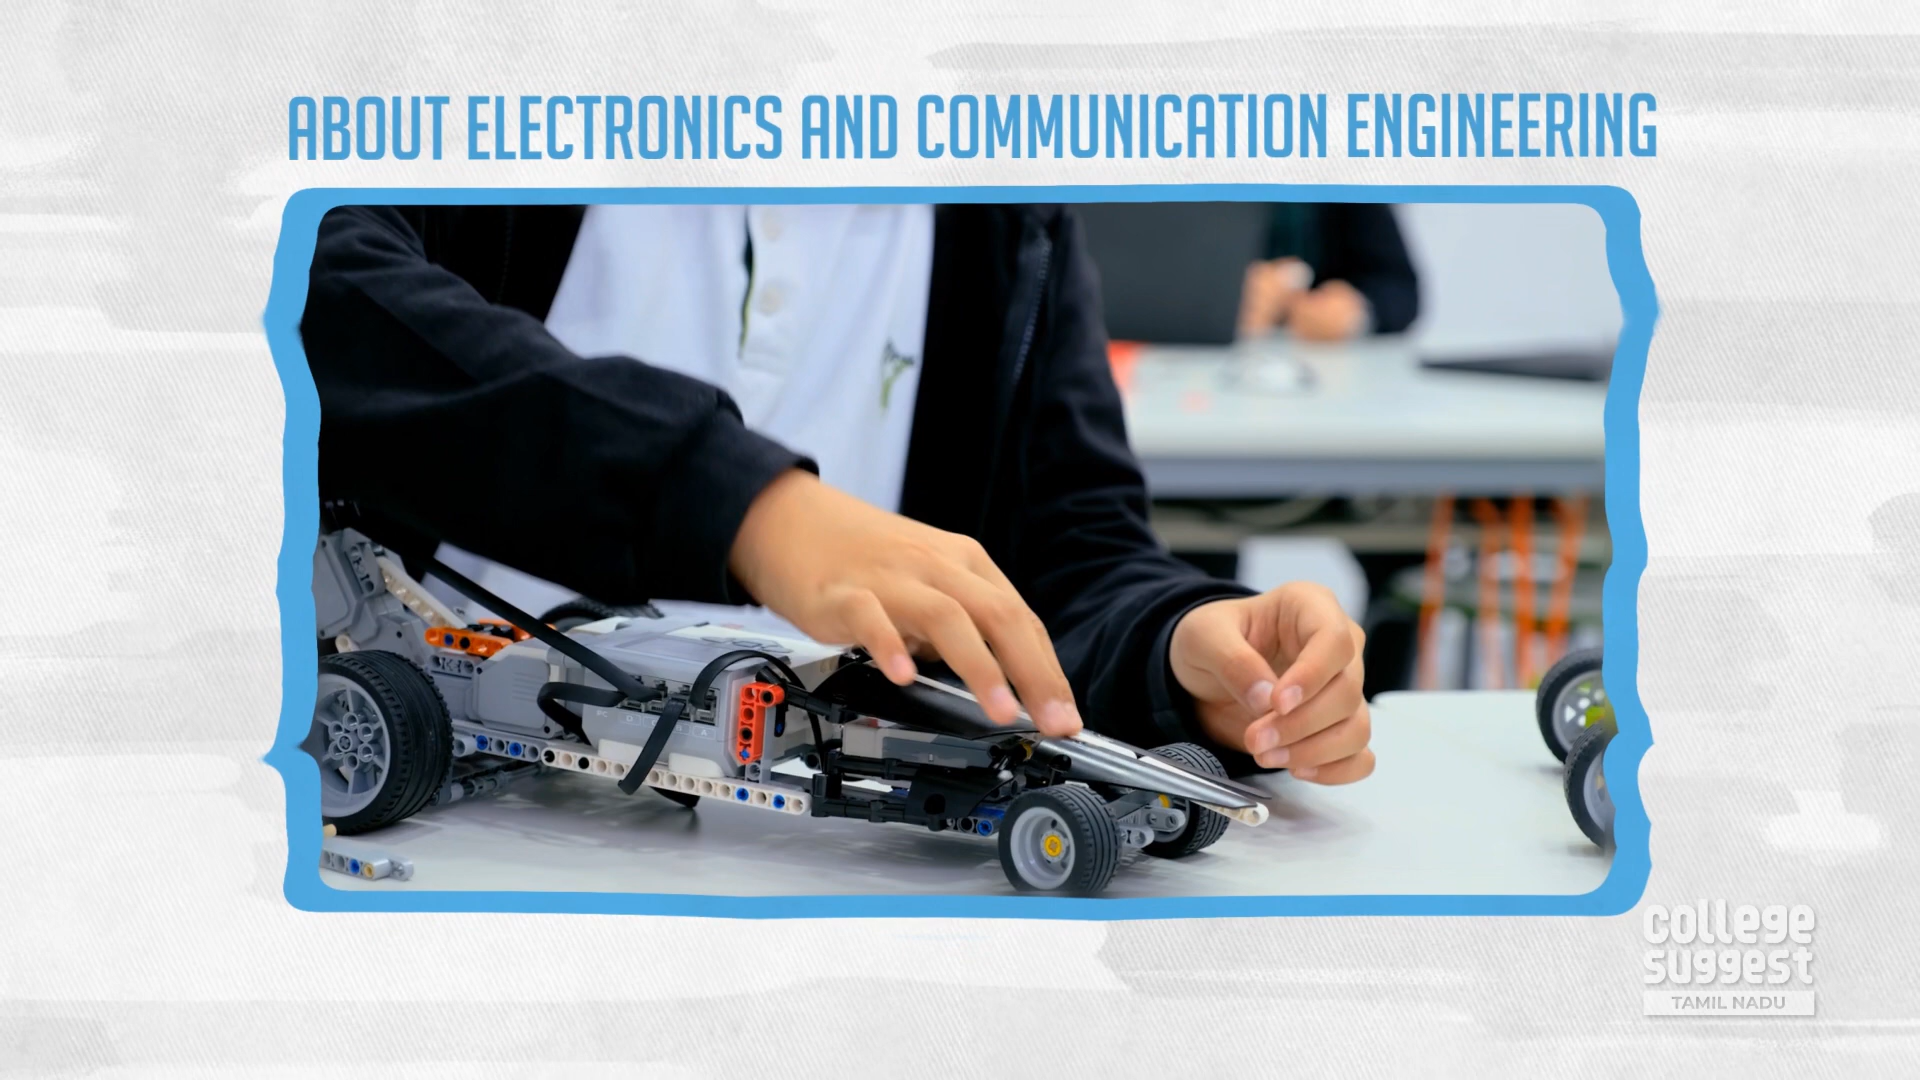 ABOUT ELECTRONICS AND COMMUNICATION ENGINEERING
college
suggest
TAMIL NADU